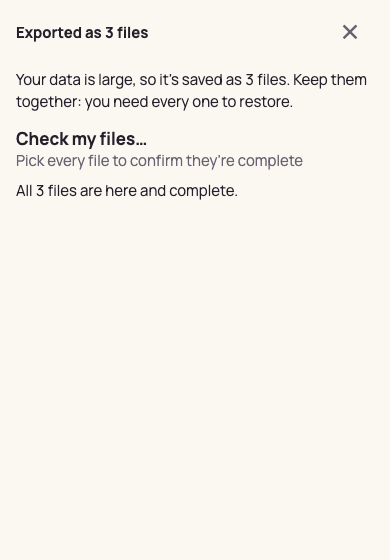 Exported as 3 files
Your data is large, so it's saved as 3 files. Keep them
together: you need every one to restore.
Check my files…
Pick every file to confirm they're complete
All 3 files are here and complete.